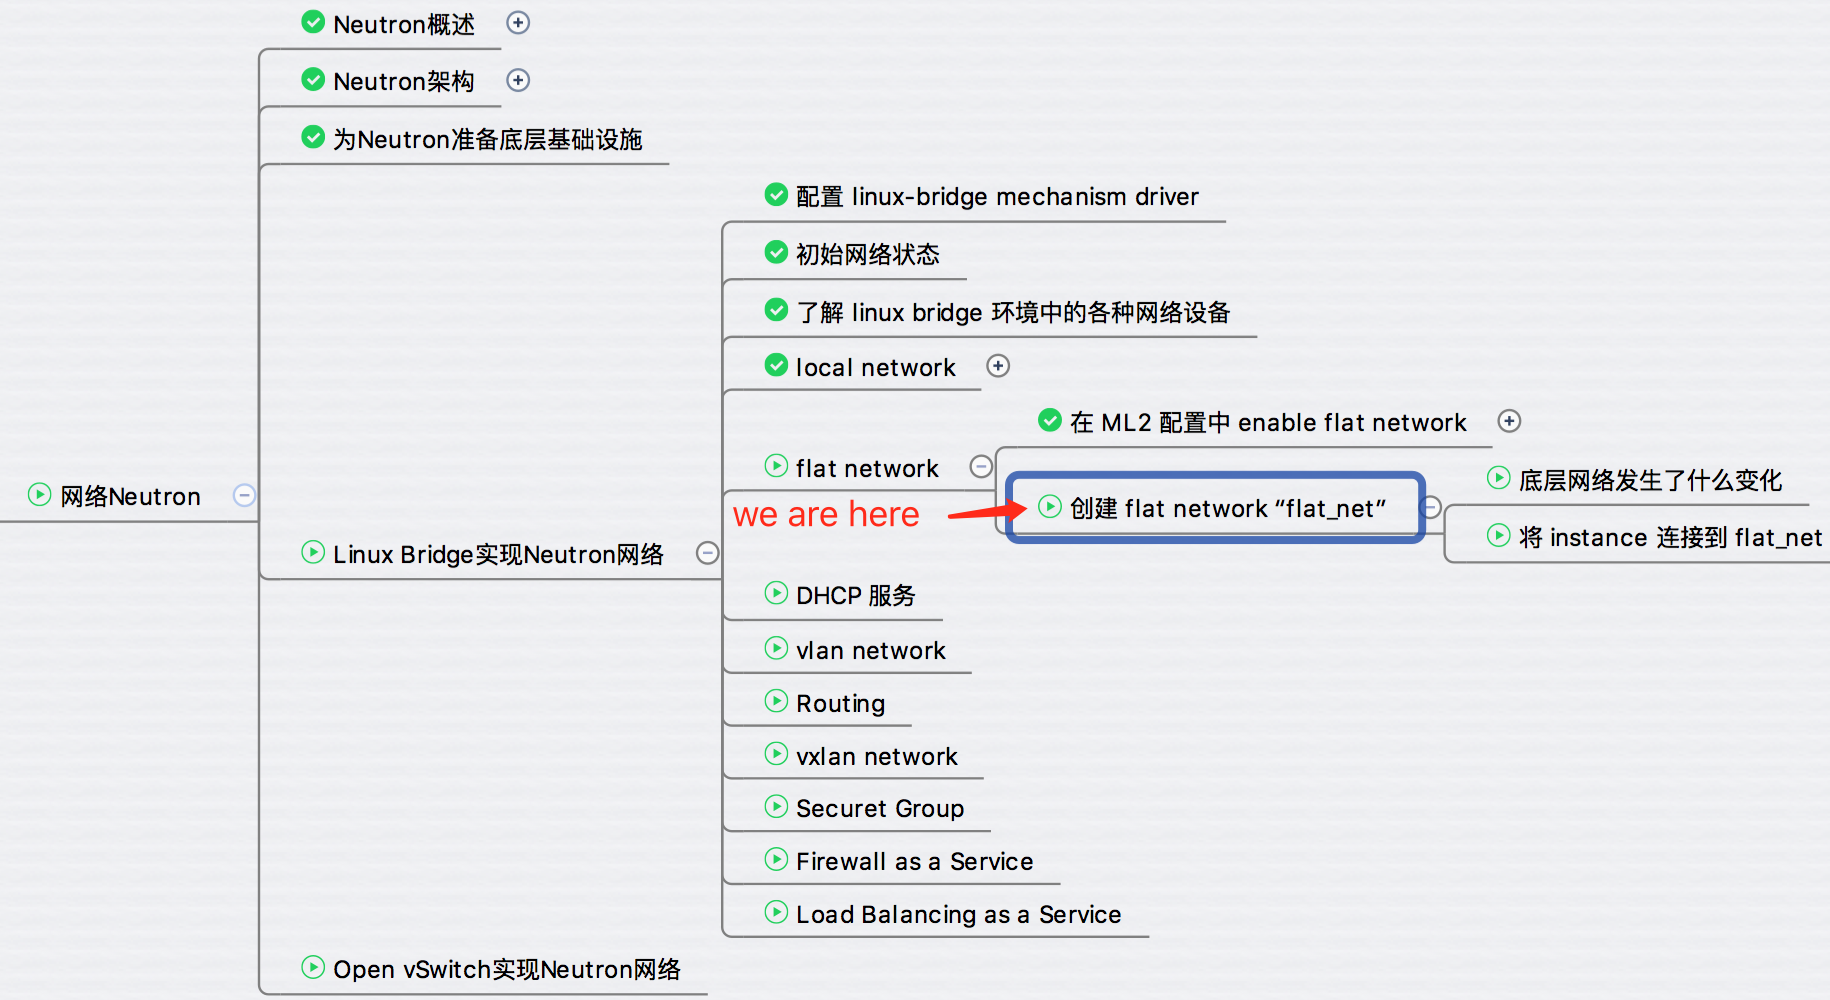 Neutron概述
Neutron架构
为Neutron准备底层基础设施
配置 linux-bridge mechanism driver
初始网络状态
了解 linux bridge 环境中的各种网络设备
local network
在 ML2 配置中 enable flat network
flat network
底层网络发生了什么变化
网络Neutron
创建 flat network “flat_net”
we are here
将 instance 连接到 flat_net
Linux Bridge实现Neutron网络
DHCP 服务
vlan network
Routing
vxlan network
Securet Group
Firewall as a Service
Load Balancing as a Service
Open vSwitch实现Neutron网络